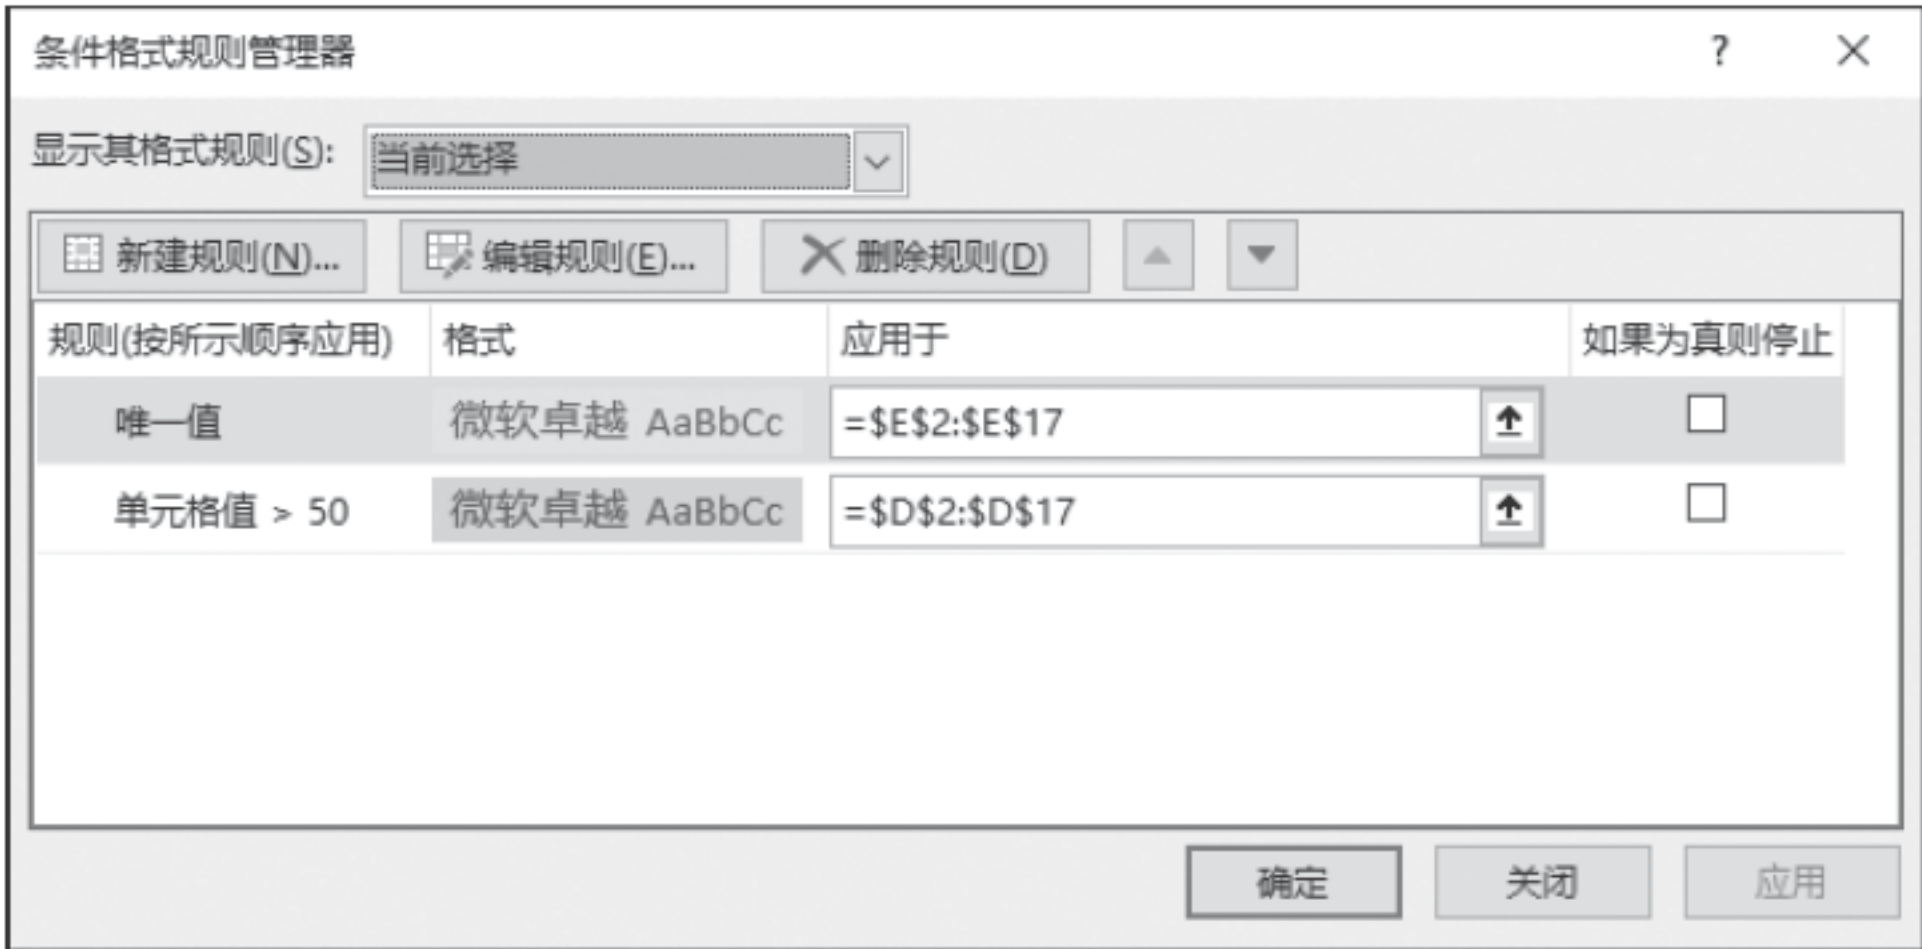 条件格式规则管理器 ?
显示其格式规则(S): 当前选择
新建规则(N)... 编辑规则(E)... 删除规则(D)
规则(按所示顺序应用) 格式 应用于 如果为真则停止
唯一值 微软卓越 AaBbCc =$E$2:$E$17
单元格值 > 50 微软卓越 AaBbCc =$D$2:$D$17
确定 关闭 应用